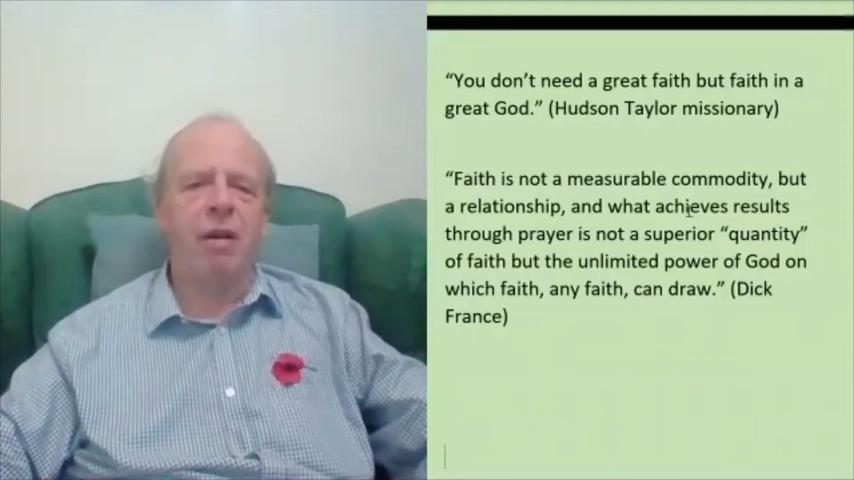 “You don’t need a great faith but faith in a
great God.” (Hudson Taylor missionary)
“Faith is not a measurable commodity, but
a relationship, and what achieves results
through prayer is not a superior “quantity”
of faith but the unlimited power of God on
which faith, any faith, can draw.” (Dick
France)